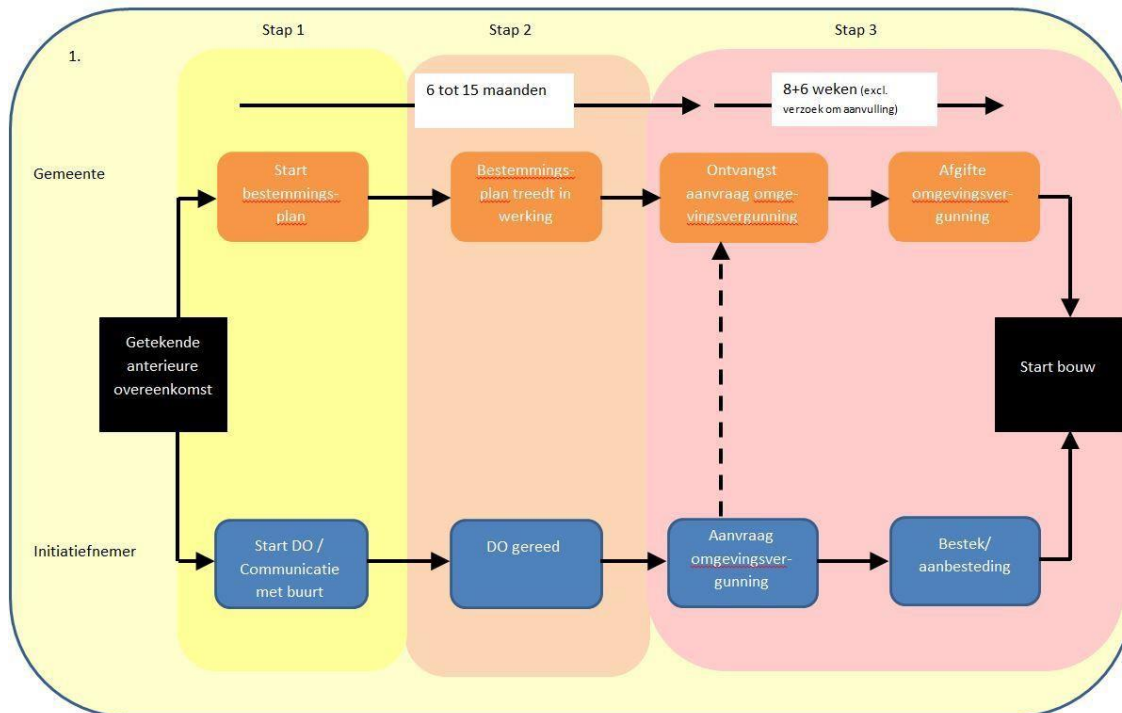 Stap 1
Stap 2
Stap 3
1.
6 tot 15 maanden
8+6 weken (excl.
verzoek om aanvulling)
Gemeente
Start
bestemmings-
plan
Bestemmings-
plan treedt in
werking
Ontvangst
aanvraag omge-
vingsvergunning
Afgifte
omgevingsver-
gunning
Getekende
anterieure
overeenkomst
Start bouw
Initiatiefnemer
Start DO /
Communicatie
met buurt
DO gereed
Aanvraag
omgevingsver-
gunning
Bestek/
aanbesteding